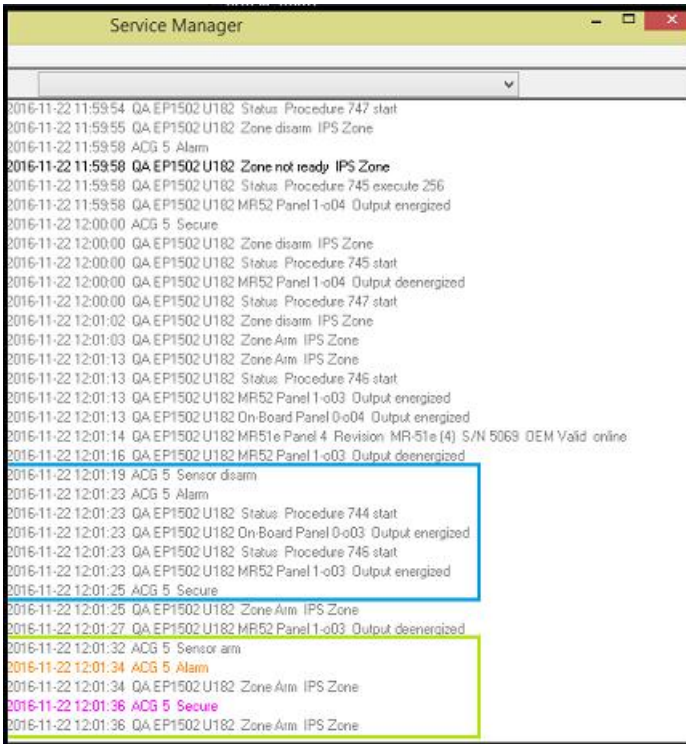 Service Manager
2016-11-22 11:59:54 QA EP1502 U182 Status Procedure 747 start
2016-11-22 11:59:55 QA EP1502 U182 Zone disarm IPS Zone
2016-11-22 11:59:58 ACG 5 Alarm
2016-11-22 11:59:58 QA EP1502 U182 Zone not ready IPS Zone
2016-11-22 11:59:58 QA EP1502 U182 Status Procedure 745 execute 256
2016-11-22 11:59:58 QA EP1502 U182 MR52 Panel 1-o04 Output energized
2016-11-22 12:00:00 ACG 5 Secure
2016-11-22 12:00:00 QA EP1502 U182 Zone disarm IPS Zone
2016-11-22 12:00:00 QA EP1502 U182 Status Procedure 745 start
2016-11-22 12:00:00 QA EP1502 U182 MR52 Panel 1-o04 Output deenergized
2016-11-22 12:00:00 QA EP1502 U182 Status Procedure 747 start
2016-11-22 12:01:02 QA EP1502 U182 Zone disarm IPS Zone
2016-11-22 12:01:03 QA EP1502 U182 Zone Arm IPS Zone
2016-11-22 12:01:13 QA EP1502 U182 Zone Arm IPS Zone
2016-11-22 12:01:13 QA EP1502 U182 Status Procedure 746 start
2016-11-22 12:01:13 QA EP1502 U182 MR52 Panel 1-o03 Output energized
2016-11-22 12:01:13 QA EP1502 U182 On-Board Panel 0-o04 Output energized
2016-11-22 12:01:14 QA EP1502 U182 MR51e Panel 4 Revision MR-51e (4) S/N 5069 OEM Valid online
2016-11-22 12:01:16 QA EP1502 U182 MR52 Panel 1-o03 Output deenergized
2016-11-22 12:01:19 ACG 5 Sensor disarm
2016-11-22 12:01:23 ACG 5 Alarm
2016-11-22 12:01:23 QA EP1502 U182 Status Procedure 744 start
2016-11-22 12:01:23 QA EP1502 U182 On-Board Panel 0-o03 Output energized
2016-11-22 12:01:23 QA EP1502 U182 Status Procedure 746 start
2016-11-22 12:01:23 QA EP1502 U182 MR52 Panel 1-o03 Output energized
2016-11-22 12:01:25 ACG 5 Secure
2016-11-22 12:01:25 QA EP1502 U182 Zone Arm IPS Zone
2016-11-22 12:01:27 QA EP1502 U182 MR52 Panel 1-o03 Output deenergized
2016-11-22 12:01:32 ACG 5 Sensor arm
2016-11-22 12:01:34 ACG 5 Alarm
2016-11-22 12:01:34 QA EP1502 U182 Zone Arm IPS Zone
2016-11-22 12:01:36 ACG 5 Secure
2016-11-22 12:01:36 QA EP1502 U182 Zone Arm IPS Zone